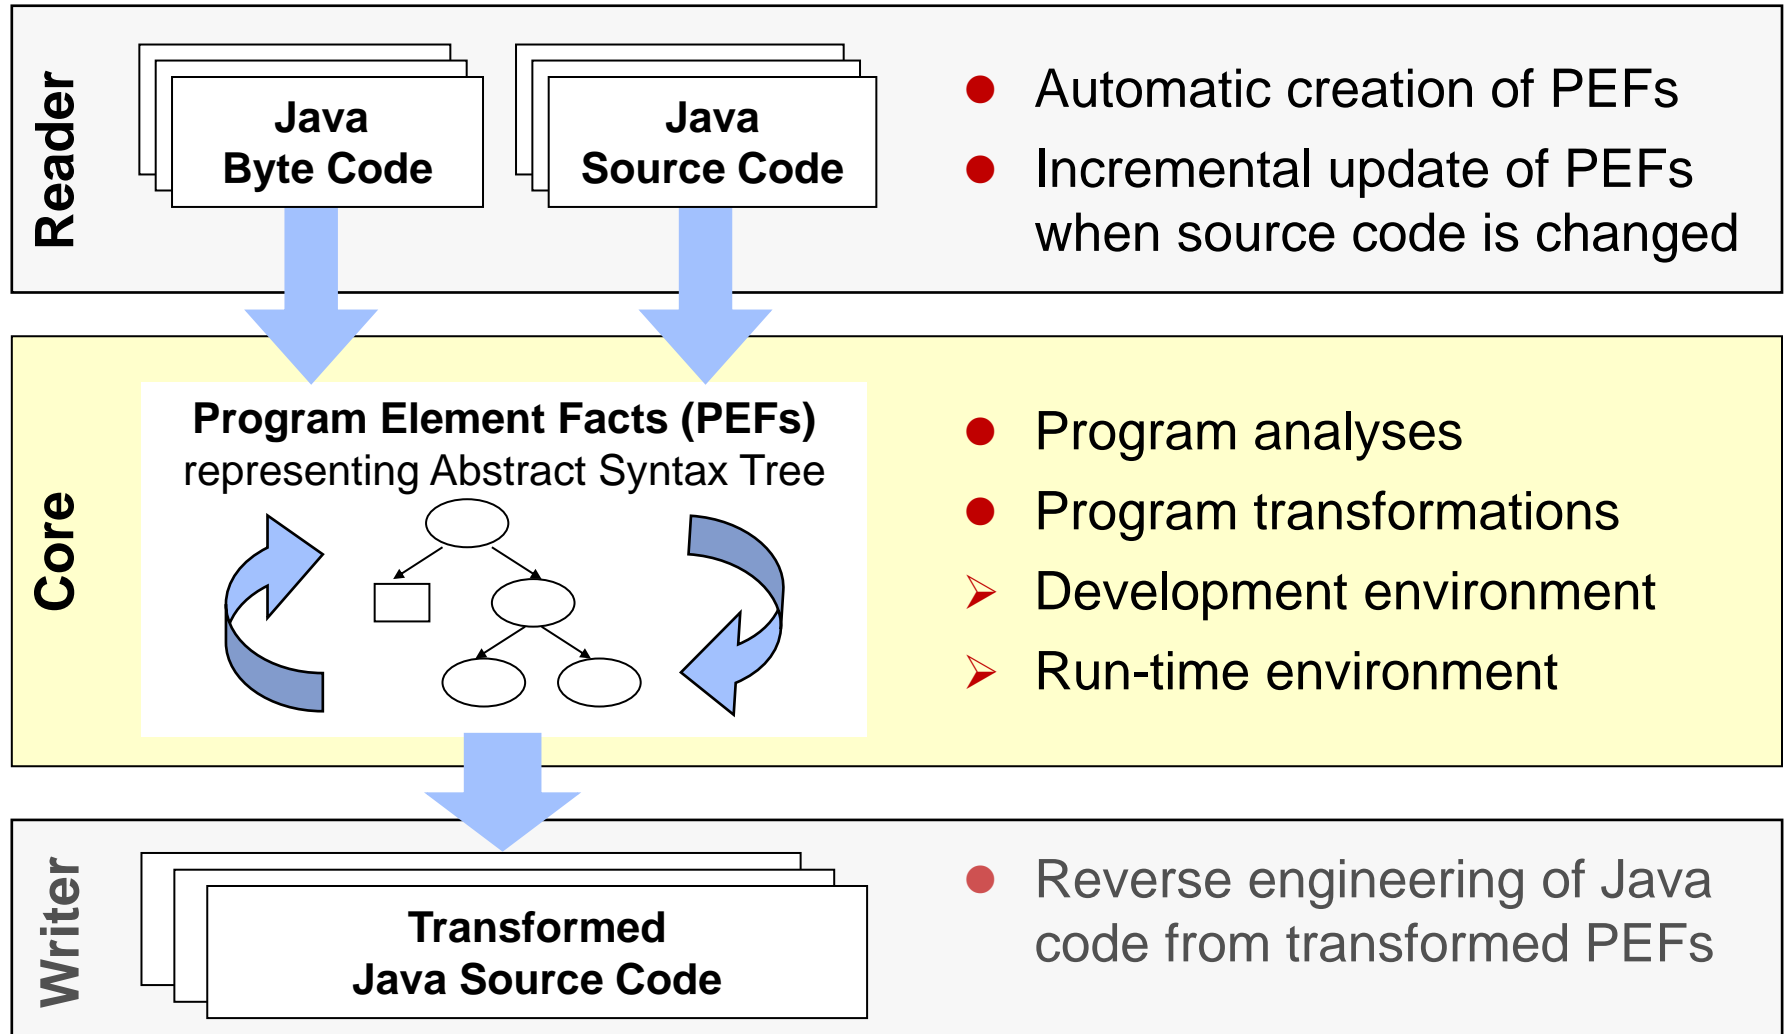 Reader
Java
Byte Code
Java
Source Code
Automatic creation of PEFs
Incremental update of PEFs
when source code is changed
Core
Program Element Facts (PEFs)
representing Abstract Syntax Tree
Program analyses
Program transformations
Development environment
Run-time environment
Writer
Transformed
Java Source Code
Reverse engineering of Java
code from transformed PEFs